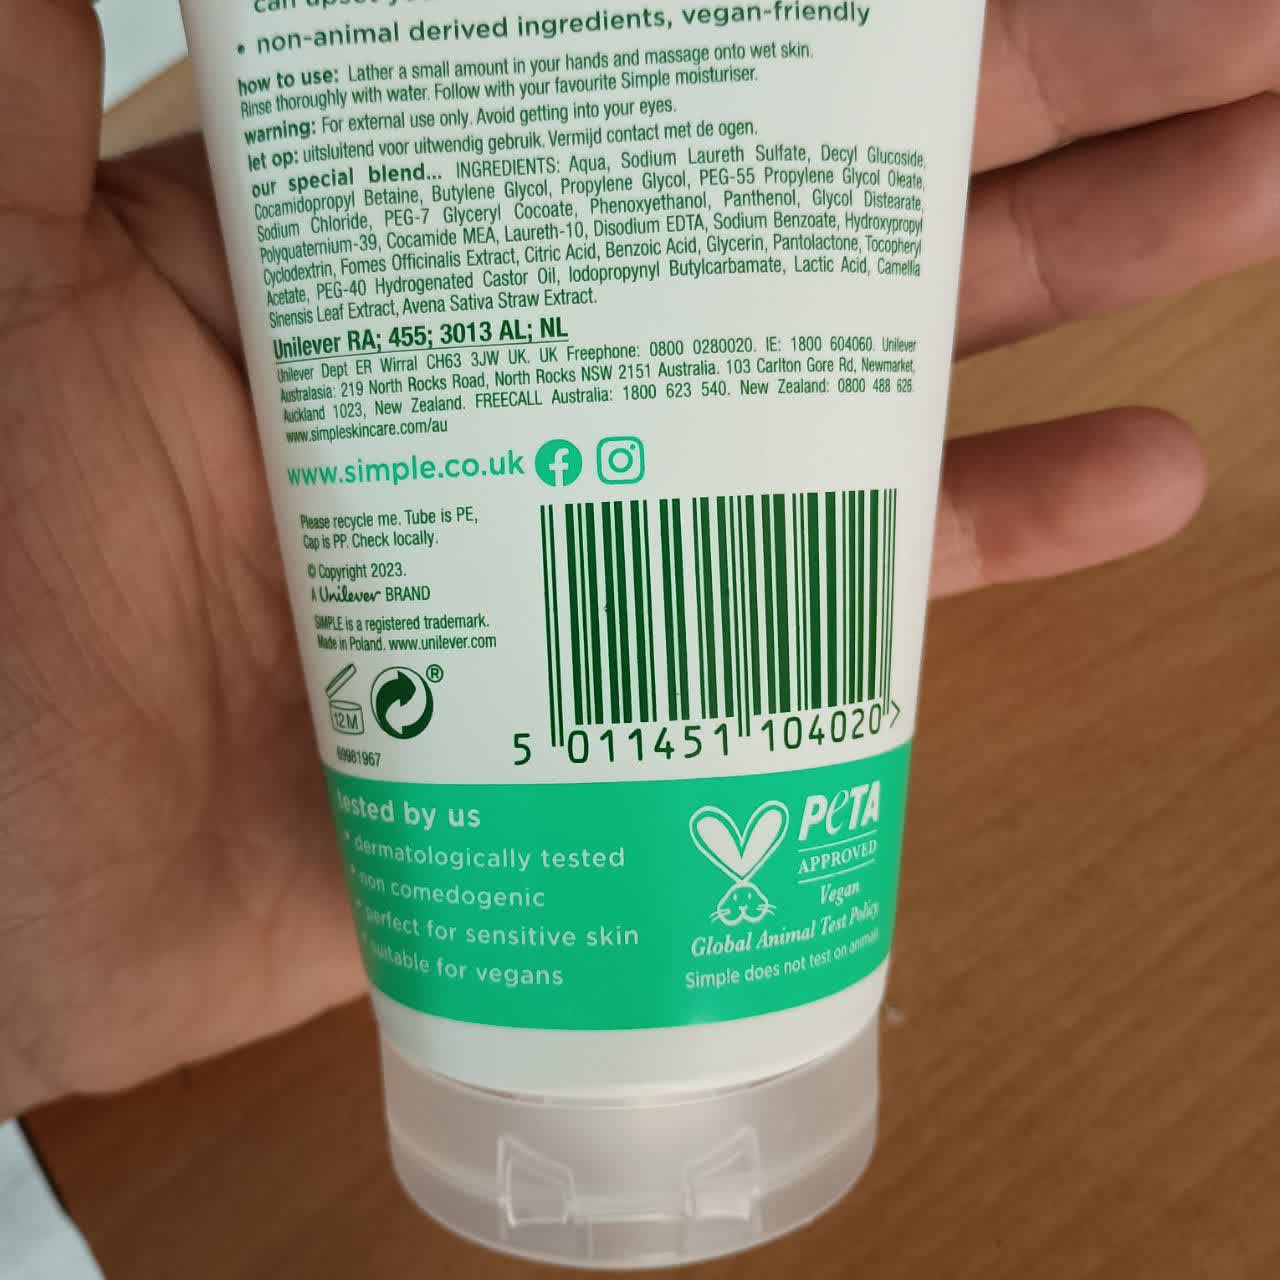 can upset
• non-animal derived ingredients, vegan-friendly
how to use: Lather a small amount in your hands and massage onto wet skin.
Rinse thoroughly with water. Follow with your favourite Simple moisturiser.
warning: For external use only. Avoid getting into your eyes.
let op: uitsluitend voor uitwendig gebruik. Vermijd contact met de ogen.
our special blend... INGREDIENTS: Aqua, Sodium Laureth Sulfate, Decyl Glucoside,
Cocamidopropyl Betaine, Butylene Glycol, Propylene Glycol, PEG-55 Propylene Glycol Oleate,
Sodium Chloride, PEG-7 Glyceryl Cocoate, Phenoxyethanol, Panthenol, Glycol Distearate,
Polyquaternium-39, Cocamide MEA, Laureth-10, Disodium EDTA, Sodium Benzoate, Hydroxypropyl
Cyclodextrin, Fomes Officinalis Extract, Citric Acid, Benzoic Acid, Glycerin, Pantolactone, Tocopheryl
Acetate, PEG-40 Hydrogenated Castor Oil, Iodopropynyl Butylcarbamate, Lactic Acid, Camellia
Sinensis Leaf Extract, Avena Sativa Straw Extract.
Unilever RA; 455; 3013 AL; NL
Unilever Dept ER Wirral CH63 3JW UK. UK Freephone: 0800 0280020. IE: 1800 604060. Unilever
Australasia: 219 North Rocks Road, North Rocks NSW 2151 Australia. 103 Carlton Gore Rd, Newmarket,
Auckland 1023, New Zealand. FREECALL Australia: 1800 623 540. New Zealand: 0800 488 626.
www.simpleskincare.com/au
www.simple.co.uk
Please recycle me. Tube is PE,
Cap is PP. Check locally.
© Copyright 2023.
A Unilever BRAND
SIMPLE is a registered trademark.
Made in Poland. www.unilever.com
12M
®
69981967
5 011451 104020 >
tested by us
• dermatologically tested
• non comedogenic
• perfect for sensitive skin
• suitable for vegans
PeTA
APPROVED
Vegan
Global Animal Test Policy
Simple does not test on animals